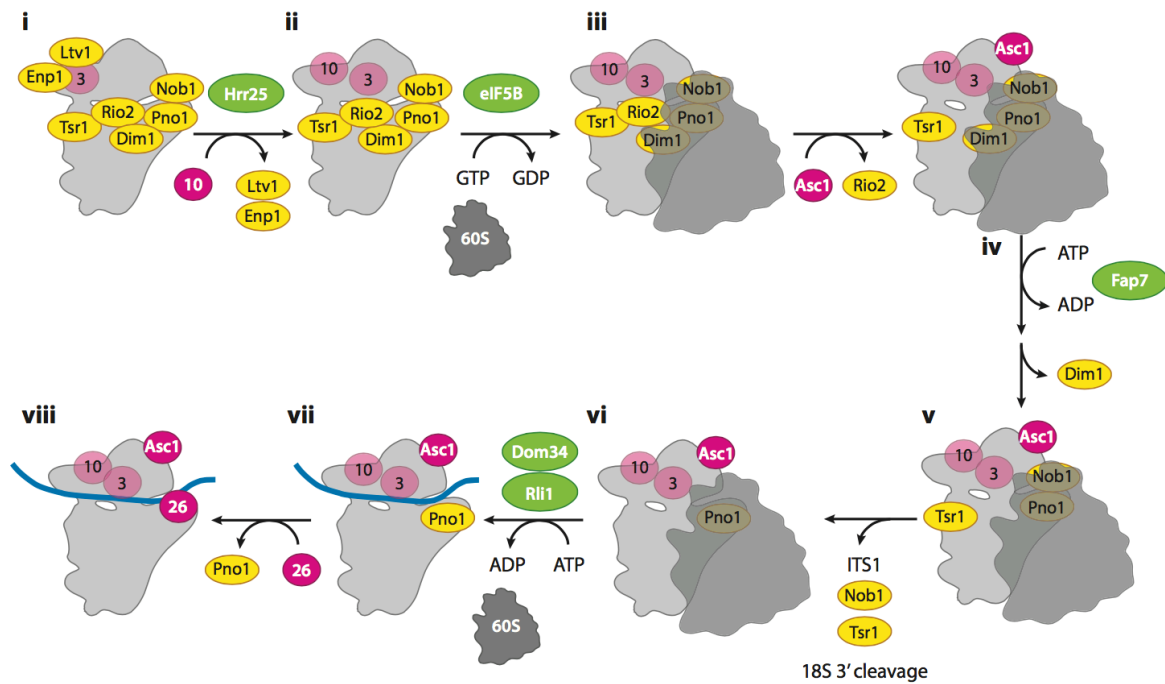 i
Ltv1
Enp1
3
Nob1
Rio2
Pno1
Tsr1
Dim1
Hrr25
10
Ltv1
Enp1
ii
10
3
Nob1
Rio2
Pno1
Tsr1
Dim1
eIF5B
GTP
GDP
60S
iii
10
3
Nob1
Rio2
Pno1
Tsr1
Dim1
Asc1
Rio2
Asc1
10
3
Nob1
Pno1
Tsr1
Dim1
iv
ATP
ADP
Fap7
Dim1
v
Asc1
10
3
Nob1
Pno1
Tsr1
ITS1
Nob1
Tsr1
18S 3′ cleavage
vi
Asc1
10
3
Pno1
Dom34
Rli1
ADP
ATP
60S
vii
Asc1
10
3
Pno1
Pno1
26
viii
Asc1
10
3
26